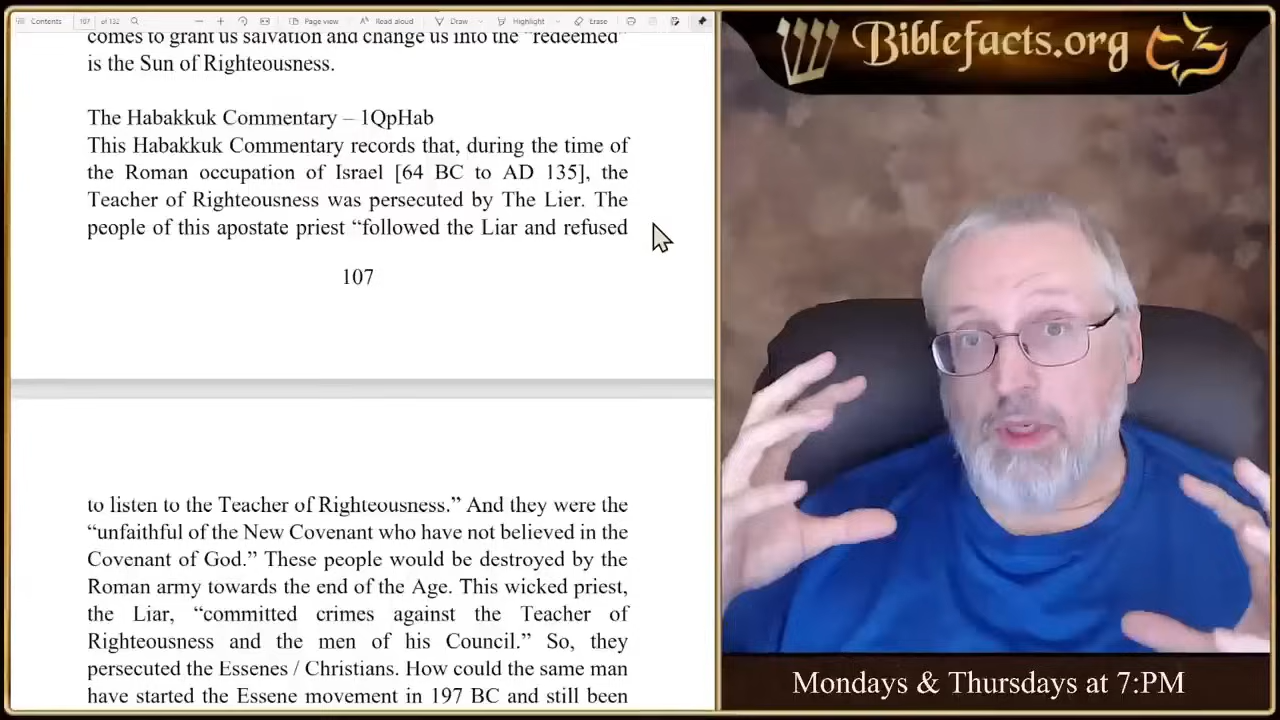 Contents
107
of 132
Page view
Read aloud
Draw
Highlight
Erase
comes to grant us salvation and change us into the "redeemed"
is the Sun of Righteousness.
The Habakkuk Commentary – 1QpHab
This Habakkuk Commentary records that, during the time of
the Roman occupation of Israel [64 BC to AD 135], the
Teacher of Righteousness was persecuted by The Lier. The
people of this apostate priest “followed the Liar and refused
107
to listen to the Teacher of Righteousness.” And they were the
“unfaithful of the New Covenant who have not believed in the
Covenant of God.” These people would be destroyed by the
Roman army towards the end of the Age. This wicked priest,
the Liar, “committed crimes against the Teacher of
Righteousness and the men of his Council.” So, they
persecuted the Essenes / Christians. How could the same man
have started the Essene movement in 197 BC and still been
ש Biblefacts.org
Mondays & Thursdays at 7:PM